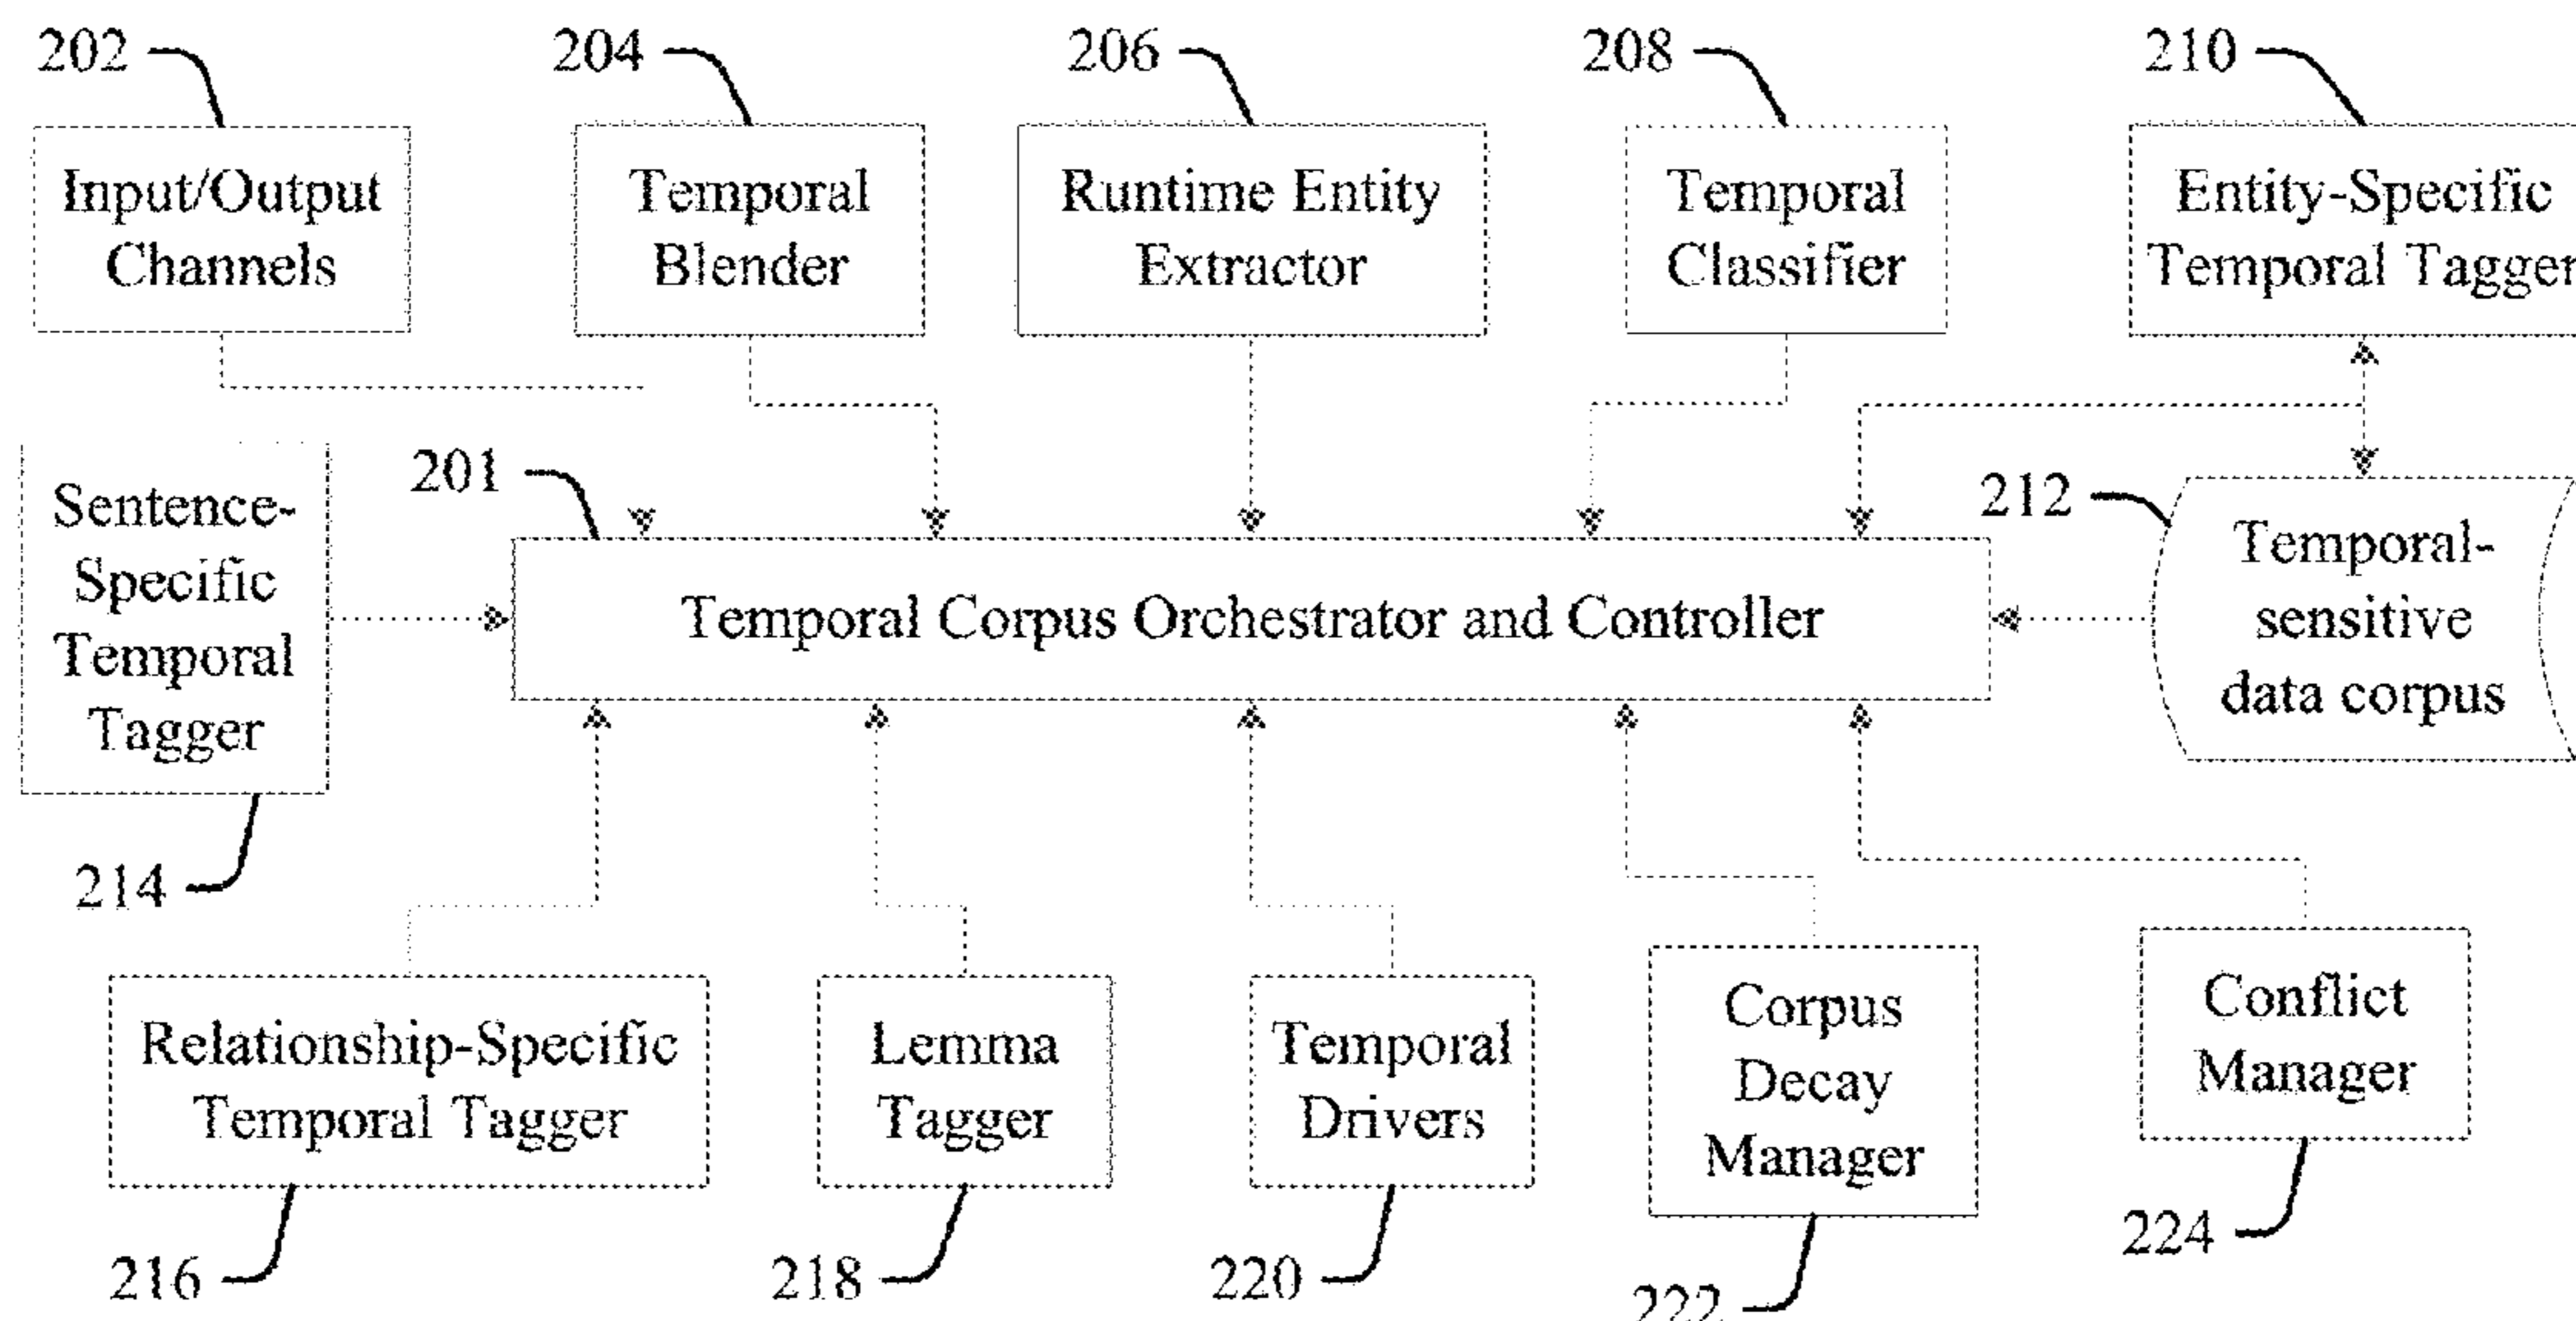 202
204
206
208
210
Input/Output
Channels
Temporal
Blender
Runtime Entity
Extractor
Temporal
Classifier
Entity-Specific
Temporal Tagger
201
212
Sentence-
Specific
Temporal
Tagger
Temporal Corpus Orchestrator and Controller
Temporal-
sensitive
data corpus
214
Relationship-Specific
Temporal Tagger
Lemma
Tagger
Temporal
Drivers
Corpus
Decay
Manager
Conflict
Manager
216
218
220
222
224